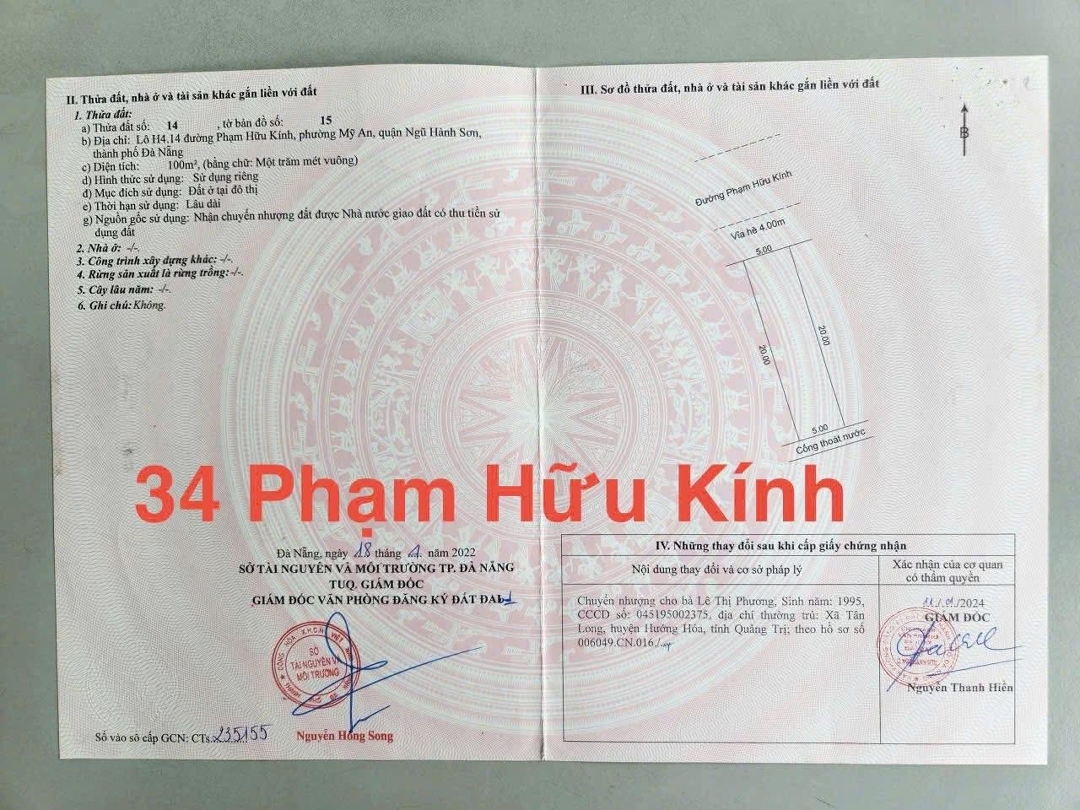 II. Thửa đất, nhà ở và tài sản khác gắn liền với đất
1. Thửa đất:
a) Thửa đất số: 14 , tờ bản đồ số: 15
b) Địa chỉ: Lô H4.14 đường Phạm Hữu Kính, phường Mỹ An, quận Ngũ Hành Sơn,
thành phố Đà Nẵng
c) Diện tích: 100m², (bằng chữ: Một trăm mét vuông)
d) Hình thức sử dụng: Sử dụng riêng
đ) Mục đích sử dụng: Đất ở tại đô thị
e) Thời hạn sử dụng: Lâu dài
g) Nguồn gốc sử dụng: Nhận chuyển nhượng đất được Nhà nước giao đất có thu tiền sử
dụng đất
2. Nhà ở: -/-.
3. Công trình xây dựng khác: -/-.
4. Rừng sản xuất là rừng trồng: -/-.
5. Cây lâu năm: -/-.
6. Ghi chú: Không.
III. Sơ đồ thửa đất, nhà ở và tài sản khác gắn liền với đất
B
Đường Phạm Hữu Kính
Vỉa hè 4.00m
5.00
20.00
20.00
5.00
Cống thoát nước
34 Phạm Hữu Kính
Đà Nẵng, ngày 18 tháng 4 năm 2022
SỞ TÀI NGUYÊN VÀ MÔI TRƯỜNG TP. ĐÀ NẴNG
TUQ. GIÁM ĐỐC
GIÁM ĐỐC VĂN PHÒNG ĐĂNG KÝ ĐẤT ĐAI
SỞ
TÀI NGUYÊN VÀ
MÔI TRƯỜNG
Nguyễn Hồng Song
Số vào sổ cấp GCN: CTs 235155
IV. Những thay đổi sau khi cấp giấy chứng nhận
Nội dung thay đổi và cơ sở pháp lý
Xác nhận của cơ quan
có thẩm quyền
Chuyển nhượng cho bà Lê Thị Phương, Sinh năm: 1995,
CCCD số: 045195002375, địa chỉ thường trú: Xã Tân
Long, huyện Hướng Hóa, tỉnh Quảng Trị; theo hồ sơ số
006049.CN.016
/2024
GIÁM ĐỐC
Nguyễn Thanh Hiền